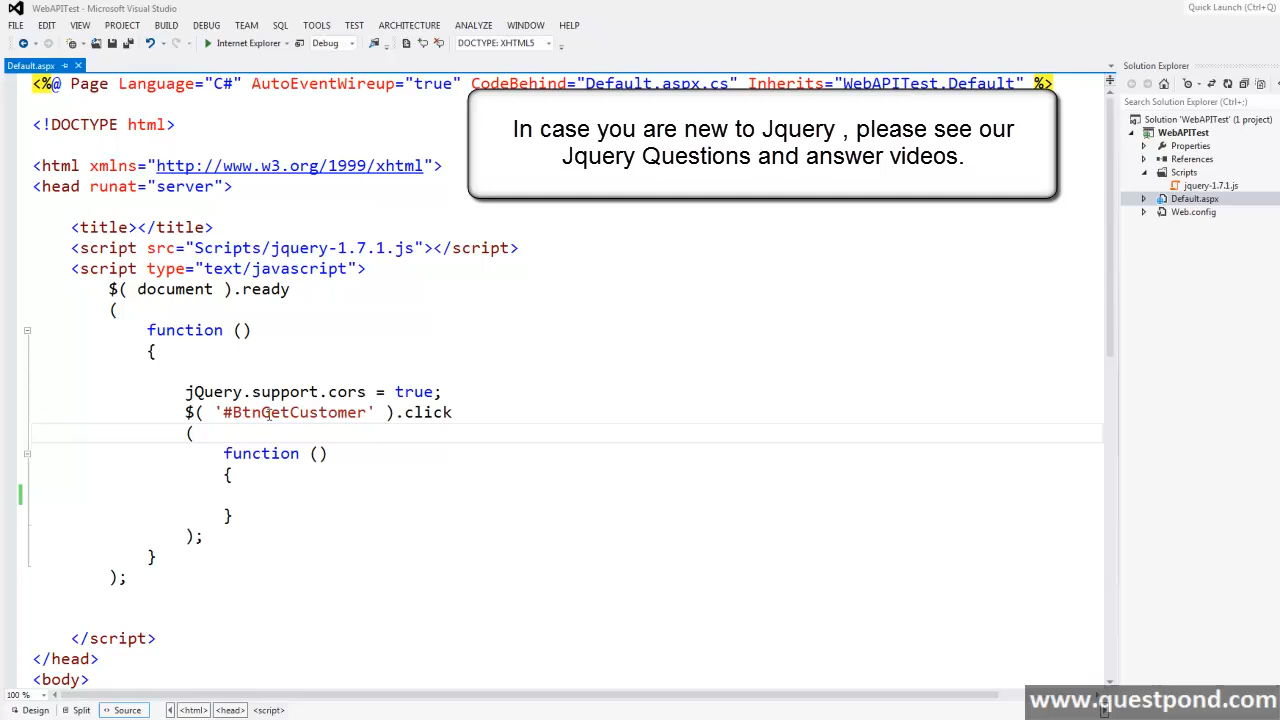 WebAPITest - Microsoft Visual Studio
Quick Launch (Ctrl+Q)
FILE EDIT VIEW PROJECT BUILD DEBUG TEAM SQL TOOLS TEST ARCHITECTURE ANALYZE WINDOW HELP
Internet Explorer Debug DOCTYPE: XHTML5
Default.aspx
<%@ Page Language="C#" AutoEventWireup="true" CodeBehind="Default.aspx.cs" Inherits="WebAPITest.Default" %>
In case you are new to Jquery , please see our
Jquery Questions and answer videos.
<!DOCTYPE html>
<html xmlns="http://www.w3.org/1999/xhtml">
<head runat="server">
<title></title>
<script src="Scripts/jquery-1.7.1.js"></script>
<script type="text/javascript">
$( document ).ready
(
function ()
{
jQuery.support.cors = true;
$( '#BtnGetCustomer' ).click
(
function ()
{
}
);
}
);
</script>
</head>
<body>
100 %
Design Split Source <html> <head> <script>
Solution Explorer
Search Solution Explorer (Ctrl+;)
Solution 'WebAPITest' (1 project)
WebAPITest
Properties
References
Scripts
jquery-1.7.1.js
Default.aspx
Web.config
www.questpond.com